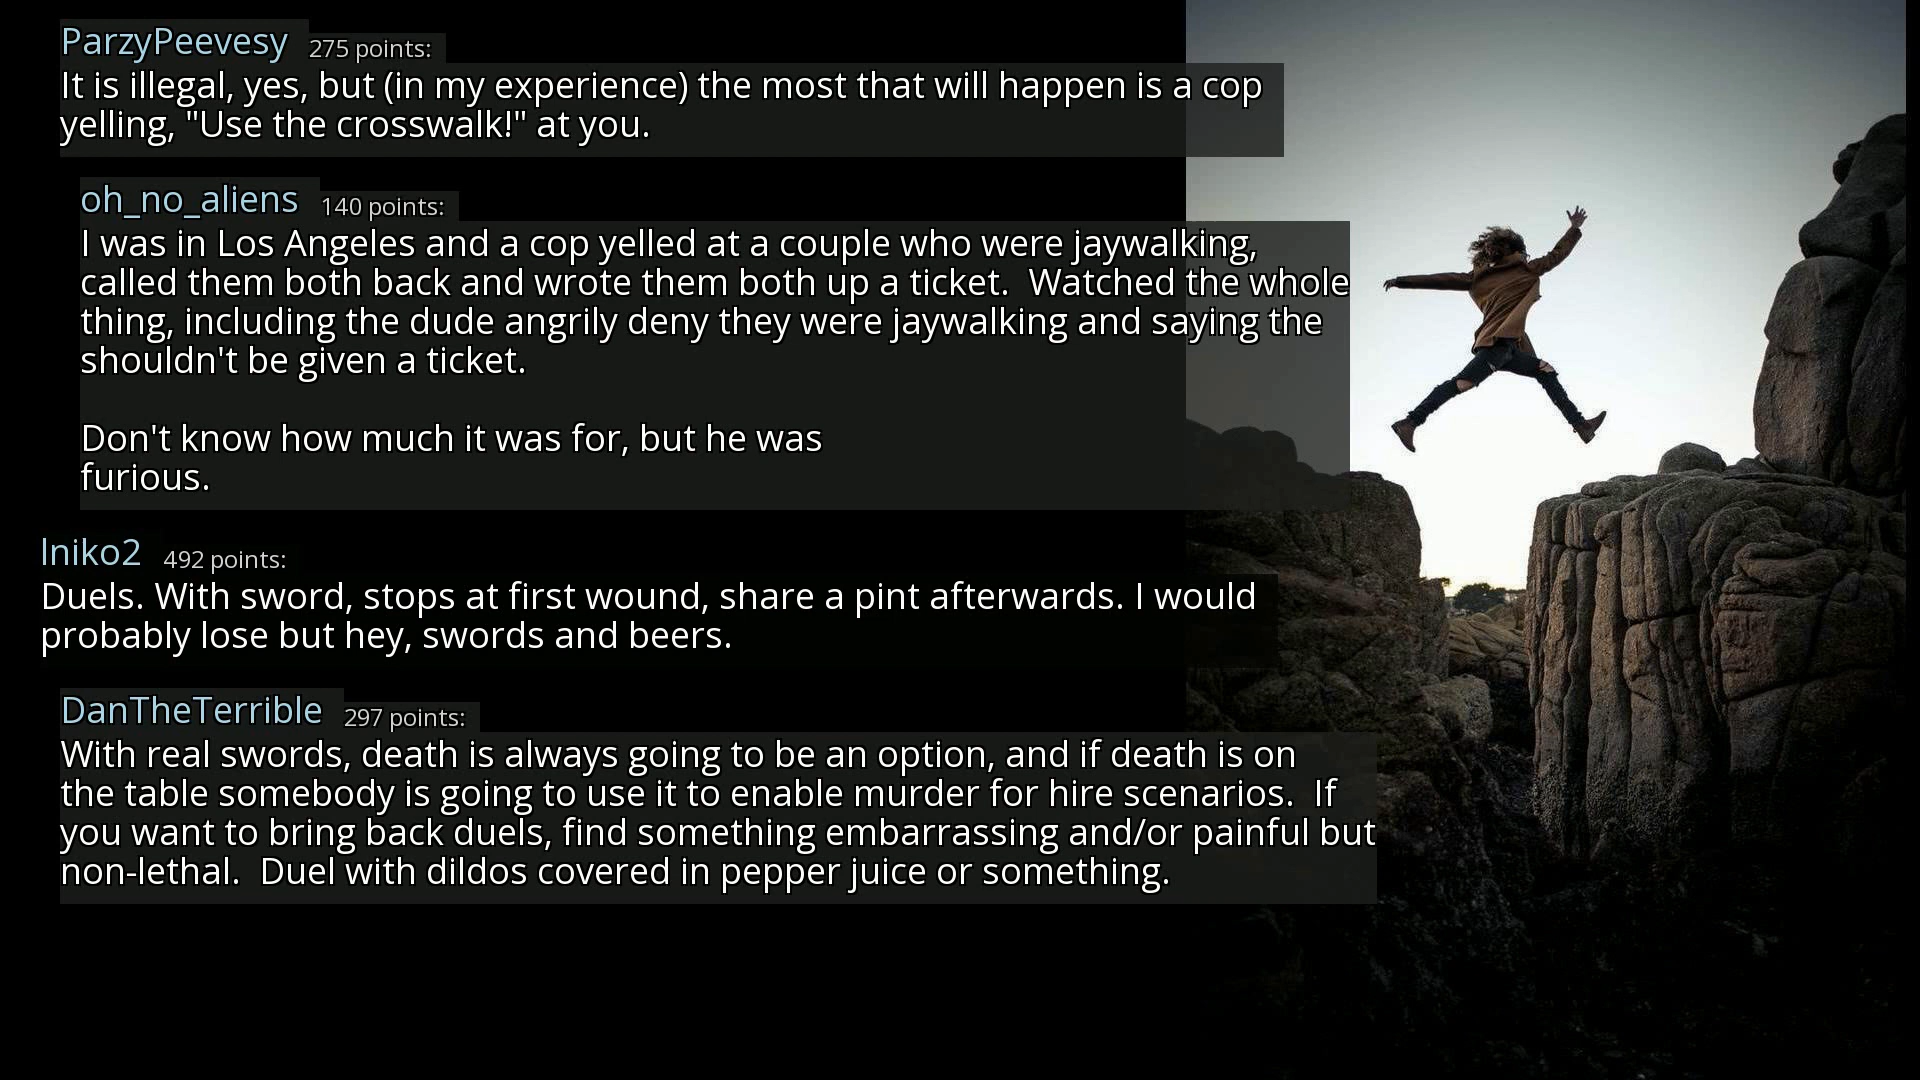 ParzyPeevesy 275 points:
It is illegal, yes, but (in my experience) the most that will happen is a cop
yelling, "Use the crosswalk!" at you.
oh_no_aliens 140 points:
I was in Los Angeles and a cop yelled at a couple who were jaywalking,
called them both back and wrote them both up a ticket.  Watched the whole
thing, including the dude angrily deny they were jaywalking and saying the
shouldn't be given a ticket.
Don't know how much it was for, but he was
furious.
lniko2 492 points:
Duels. With sword, stops at first wound, share a pint afterwards. I would
probably lose but hey, swords and beers.
DanTheTerrible 297 points:
With real swords, death is always going to be an option, and if death is on
the table somebody is going to use it to enable murder for hire scenarios.  If
you want to bring back duels, find something embarrassing and/or painful but
non-lethal.  Duel with dildos covered in pepper juice or something.